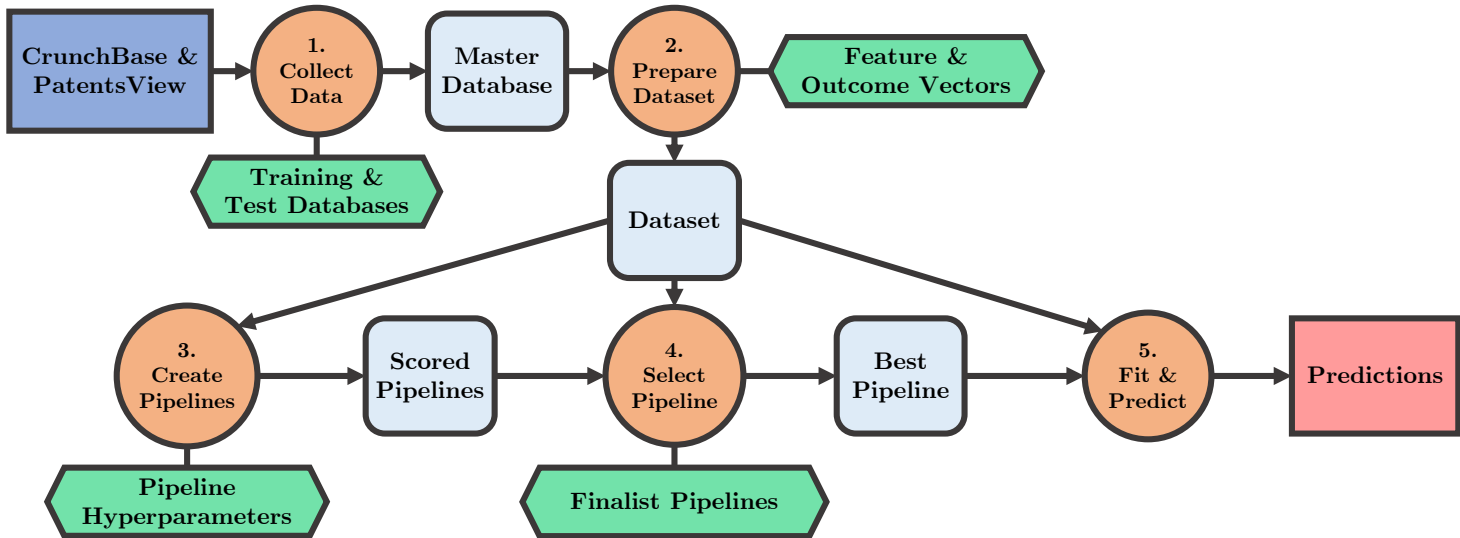 CrunchBase &
PatentsView
1.
Collect
Data
Master
Database
2.
Prepare
Dataset
Feature &
Outcome Vectors
Training &
Test Databases
Dataset
3.
Create
Pipelines
Scored
Pipelines
4.
Select
Pipeline
Best
Pipeline
5.
Fit &
Predict
Predictions
Pipeline
Hyperparameters
Finalist Pipelines